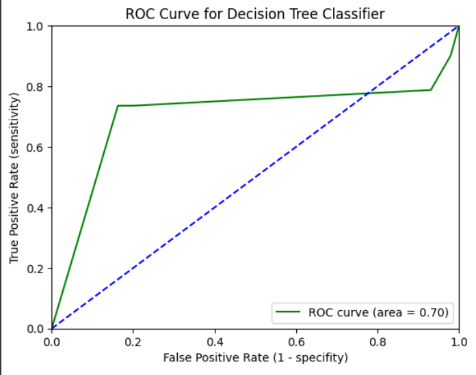 ROC Curve for Decision Tree Classifier
1.0
0.8
0.6
0.4
0.2
0.0
True Positive Rate (sensitivity)
ROC curve (area = 0.70)
0.0 0.2 0.4 0.6 0.8 1.0
False Positive Rate (1 - specifity)